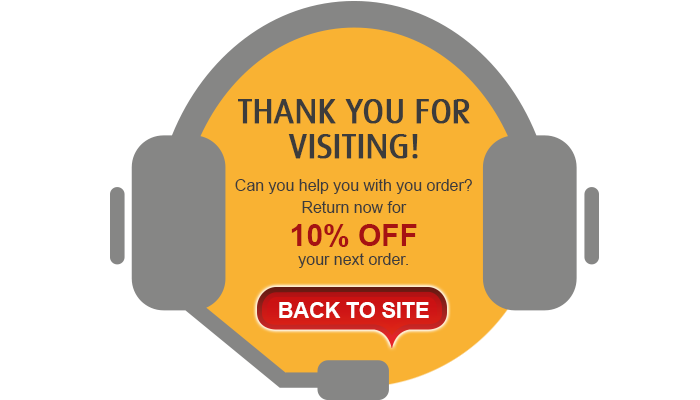 THANK YOU FOR
VISITING!
Can you help you with you order?
Return now for
10% OFF
your next order.
BACK TO SITE